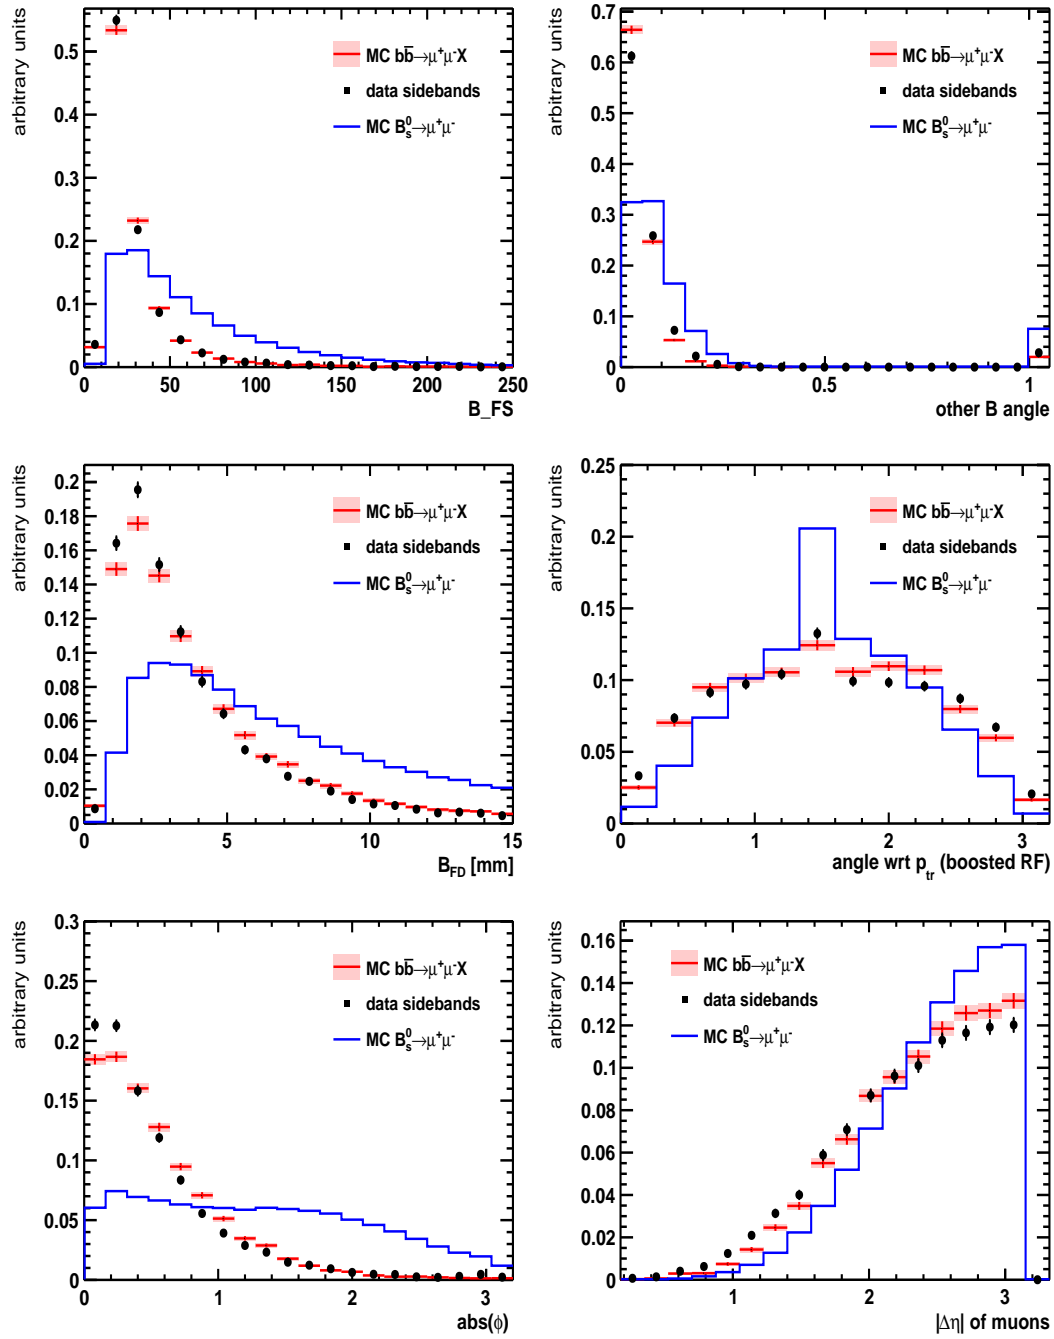 arbitrary units
0.5
0.4
0.3
0.2
0.1
0
MC bb̅→μ⁺μ⁻X
data sidebands
MC B⁰ₛ→μ⁺μ⁻
0 50 100 150 200 250
B_FS
arbitrary units
0.7
0.6
0.5
0.4
0.3
0.2
0.1
0
MC bb̅→μ⁺μ⁻X
data sidebands
MC B⁰ₛ→μ⁺μ⁻
0 0.5 1
other B angle
arbitrary units
0.2
0.18
0.16
0.14
0.12
0.1
0.08
0.06
0.04
0.02
0
MC bb̅→μ⁺μ⁻X
data sidebands
MC B⁰ₛ→μ⁺μ⁻
0 5 10 15
B_FD [mm]
arbitrary units
0.25
0.2
0.15
0.1
0.05
0
MC bb̅→μ⁺μ⁻X
data sidebands
MC B⁰ₛ→μ⁺μ⁻
0 1 2 3
angle wrt p_tr (boosted RF)
arbitrary units
0.3
0.25
0.2
0.15
0.1
0.05
0
MC bb̅→μ⁺μ⁻X
data sidebands
MC B⁰ₛ→μ⁺μ⁻
0 1 2 3
abs(ϕ)
arbitrary units
0.16
0.14
0.12
0.1
0.08
0.06
0.04
0.02
0
MC bb̅→μ⁺μ⁻X
data sidebands
MC B⁰ₛ→μ⁺μ⁻
1 2 3
|Δη| of muons